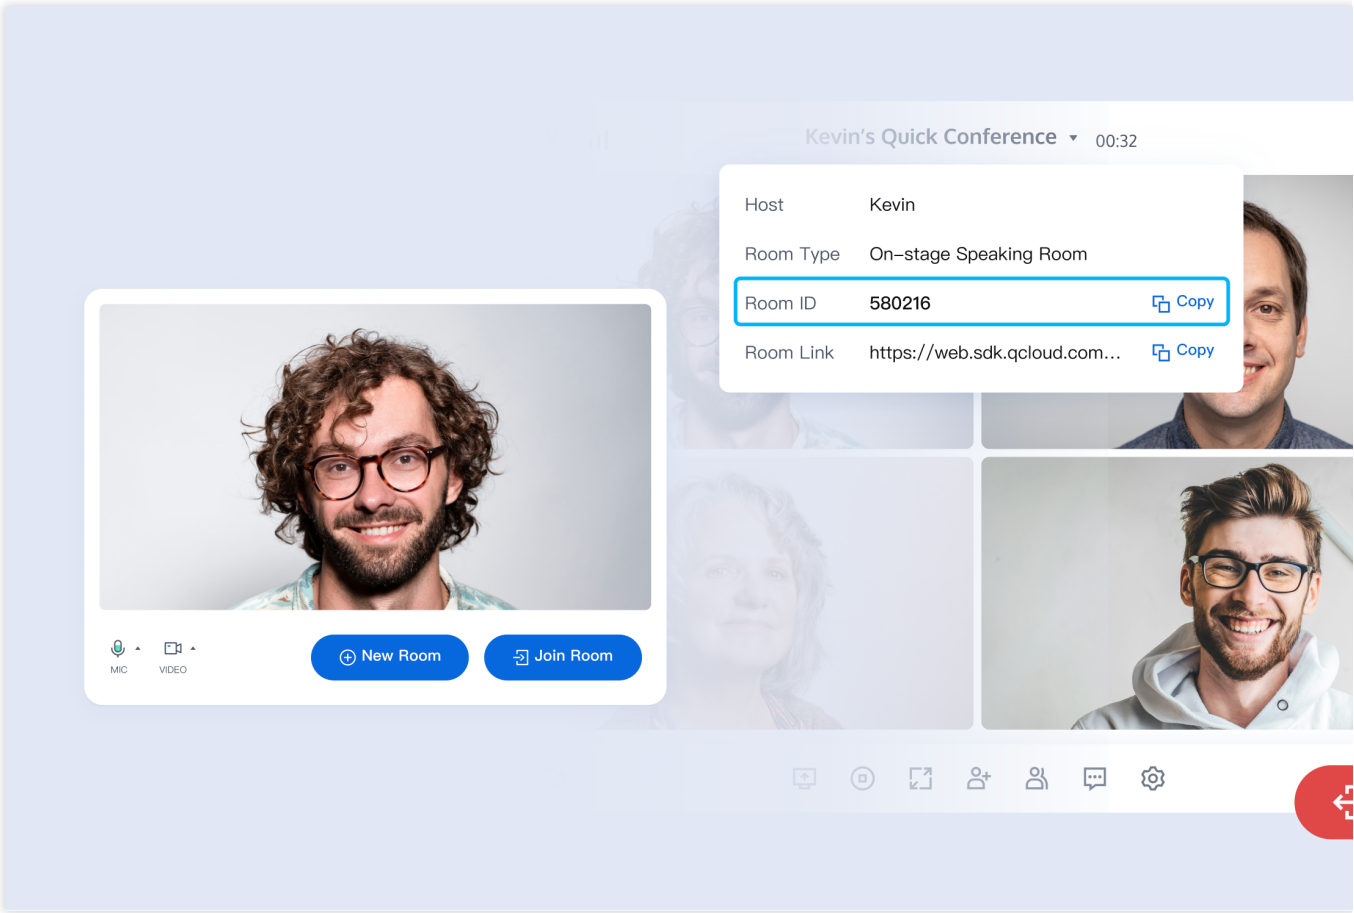 Kevin's Quick Conference 00:32
Host Kevin
Room Type On-stage Speaking Room
Room ID 580216 Copy
Room Link https://web.sdk.qcloud.com... Copy
MIC VIDEO New Room Join Room